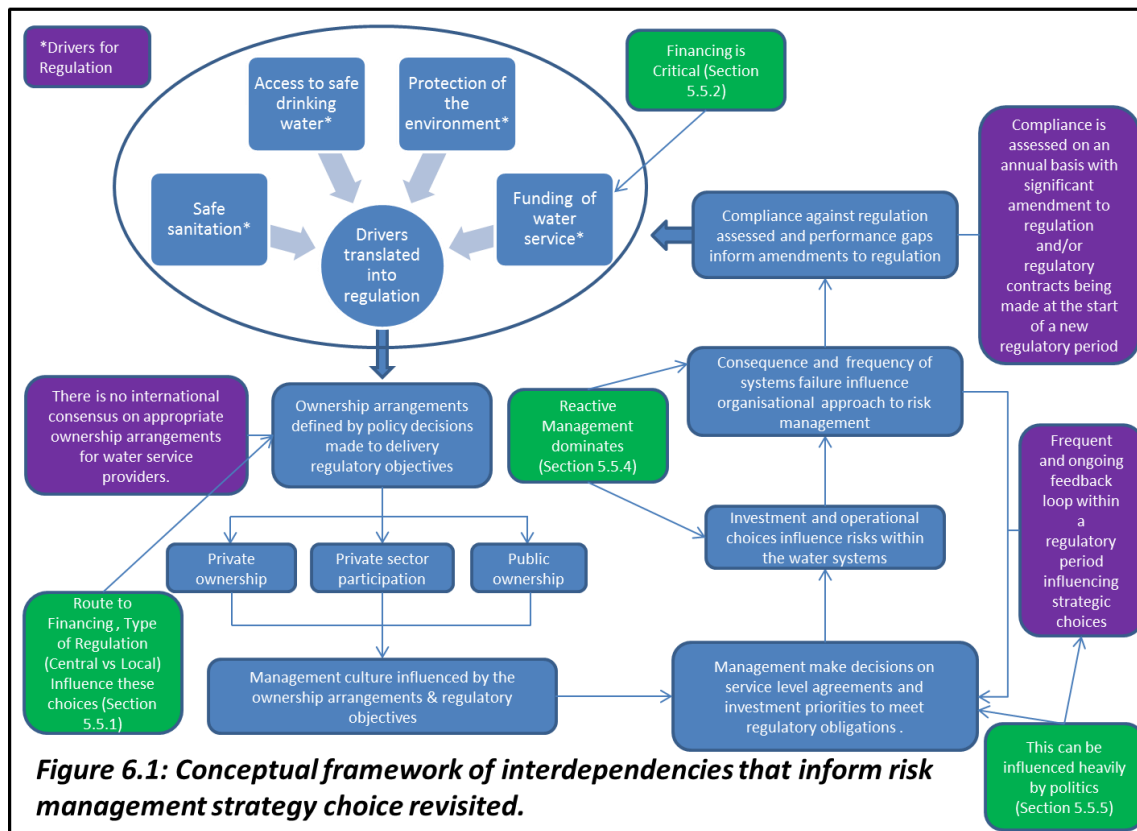 *Drivers for
Regulation
Access to safe
drinking
water*
Protection of
the
environment*
Safe
sanitation*
Funding of
water
service*
Drivers
translated
into
regulation
Financing is
Critical (Section
5.5.2)
Compliance against regulation
assessed and performance gaps
inform amendments to regulation
Compliance is
assessed on an
annual basis with
significant
amendment to
regulation
and/or
regulatory
contracts being
made at the start
of a new
regulatory period
There is no international
consensus on appropriate
ownership arrangements
for water service
providers.
Ownership arrangements
defined by policy decisions
made to delivery
regulatory objectives
Reactive
Management
dominates
(Section 5.5.4)
Consequence and frequency of
systems failure influence
organisational approach to risk
management
Frequent
and ongoing
feedback
loop within
a
regulatory
period
influencing
strategic
choices
Investment and operational
choices influence risks within
the water systems
Private
ownership
Private sector
participation
Public
ownership
Route to
Financing , Type
of Regulation
(Central vs Local)
Influence these
choices (Section
5.5.1)
Management culture influenced by the
ownership arrangements & regulatory
objectives
Management make decisions on
service level agreements and
investment priorities to meet
regulatory obligations .
This can be
influenced heavily
by politics
(Section 5.5.5)
Figure 6.1: Conceptual framework of interdependencies that inform risk
management strategy choice revisited.